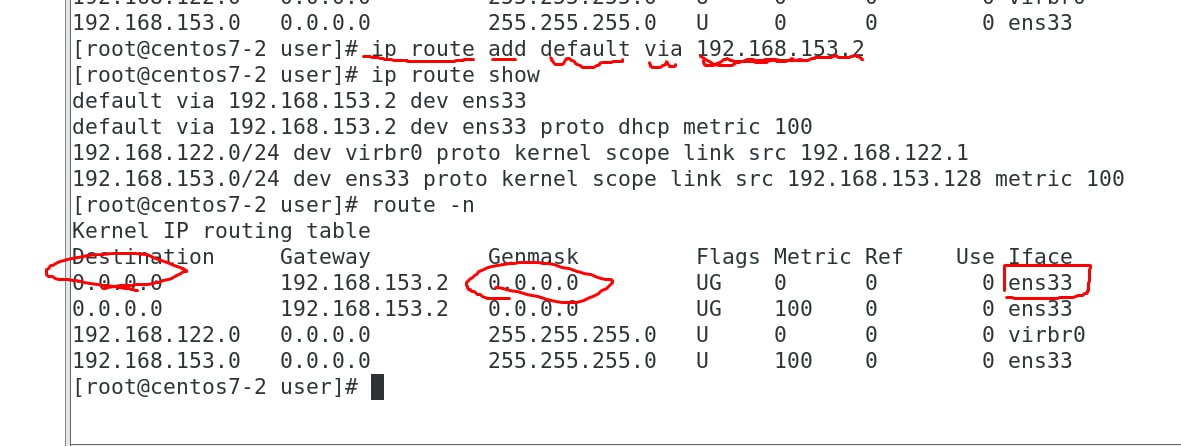 192.168.122.0   0.0.0.0         255.255.255.0   U     0      0        0 virbr0
192.168.153.0   0.0.0.0         255.255.255.0   U     0      0        0 ens33
[root@centos7-2 user]# ip route add default via 192.168.153.2
[root@centos7-2 user]# ip route show
default via 192.168.153.2 dev ens33
default via 192.168.153.2 dev ens33 proto dhcp metric 100
192.168.122.0/24 dev virbr0 proto kernel scope link src 192.168.122.1
192.168.153.0/24 dev ens33 proto kernel scope link src 192.168.153.128 metric 100
[root@centos7-2 user]# route -n
Kernel IP routing table
Destination     Gateway         Genmask         Flags Metric Ref    Use Iface
0.0.0.0         192.168.153.2   0.0.0.0         UG    0      0        0 ens33
0.0.0.0         192.168.153.2   0.0.0.0         UG    100    0        0 ens33
192.168.122.0   0.0.0.0         255.255.255.0   U     0      0        0 virbr0
192.168.153.0   0.0.0.0         255.255.255.0   U     100    0        0 ens33
[root@centos7-2 user]#